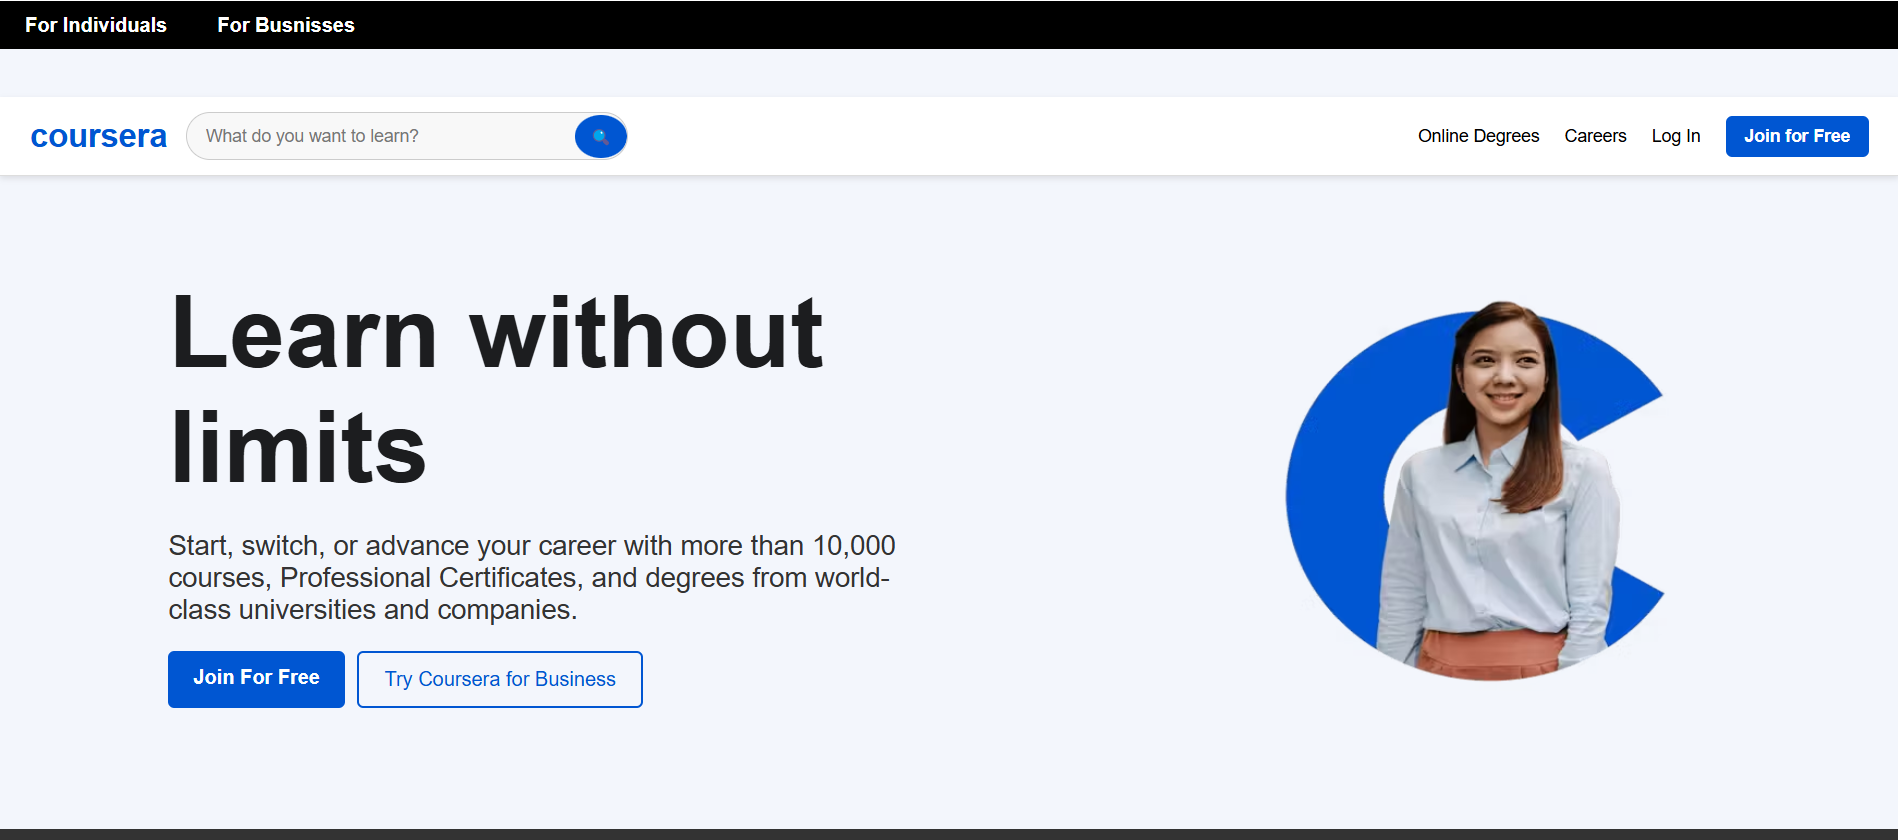 For Individuals For Busnisses
coursera What do you want to learn? Online Degrees Careers Log In Join for Free
Learn without
limits
Start, switch, or advance your career with more than 10,000
courses, Professional Certificates, and degrees from world-
class universities and companies.
Join For Free Try Coursera for Business